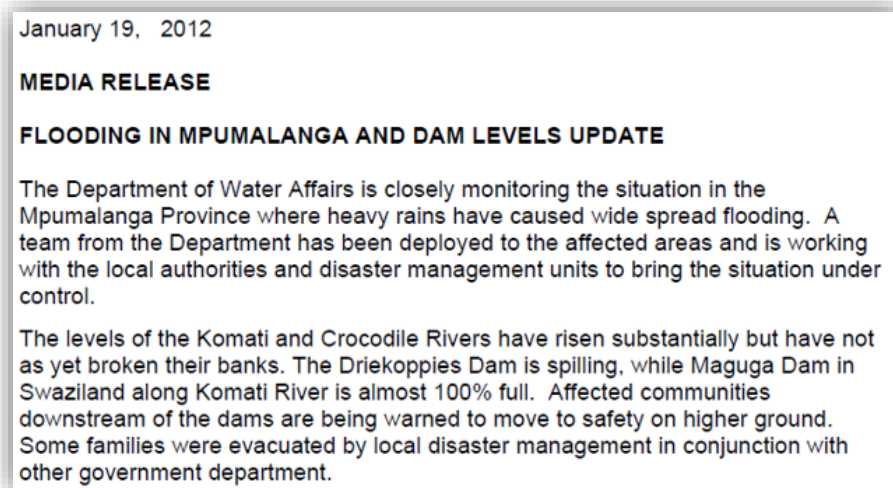 January 19,   2012
MEDIA RELEASE
FLOODING IN MPUMALANGA AND DAM LEVELS UPDATE
The Department of Water Affairs is closely monitoring the situation in the
Mpumalanga Province where heavy rains have caused wide spread flooding.  A
team from the Department has been deployed to the affected areas and is working
with the local authorities and disaster management units to bring the situation under
control.
The levels of the Komati and Crocodile Rivers have risen substantially but have not
as yet broken their banks. The Driekoppies Dam is spilling, while Maguga Dam in
Swaziland along Komati River is almost 100% full.  Affected communities
downstream of the dams are being warned to move to safety on higher ground.
Some families were evacuated by local disaster management in conjunction with
other government department.